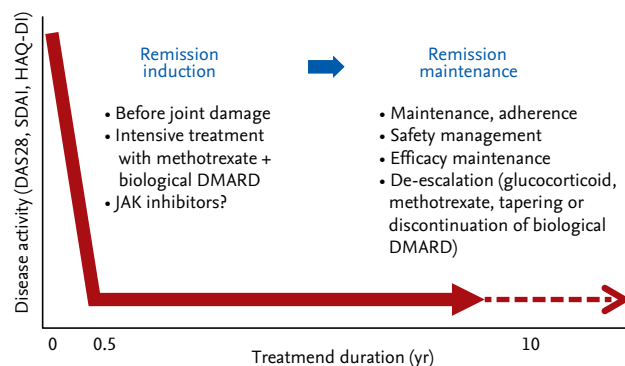 Disease activity (DAS28, SDAI, HAQ-DI)
Remission
induction
• Before joint damage
• Intensive treatment
with methotrexate +
biological DMARD
• JAK inhibitors?
Remission
maintenance
• Maintenance, adherence
• Safety management
• Efficacy maintenance
• De-escalation (glucocorticoid,
methotrexate, tapering or
discontinuation of biological
DMARD)
0
0.5
10
Treatmend duration (yr)